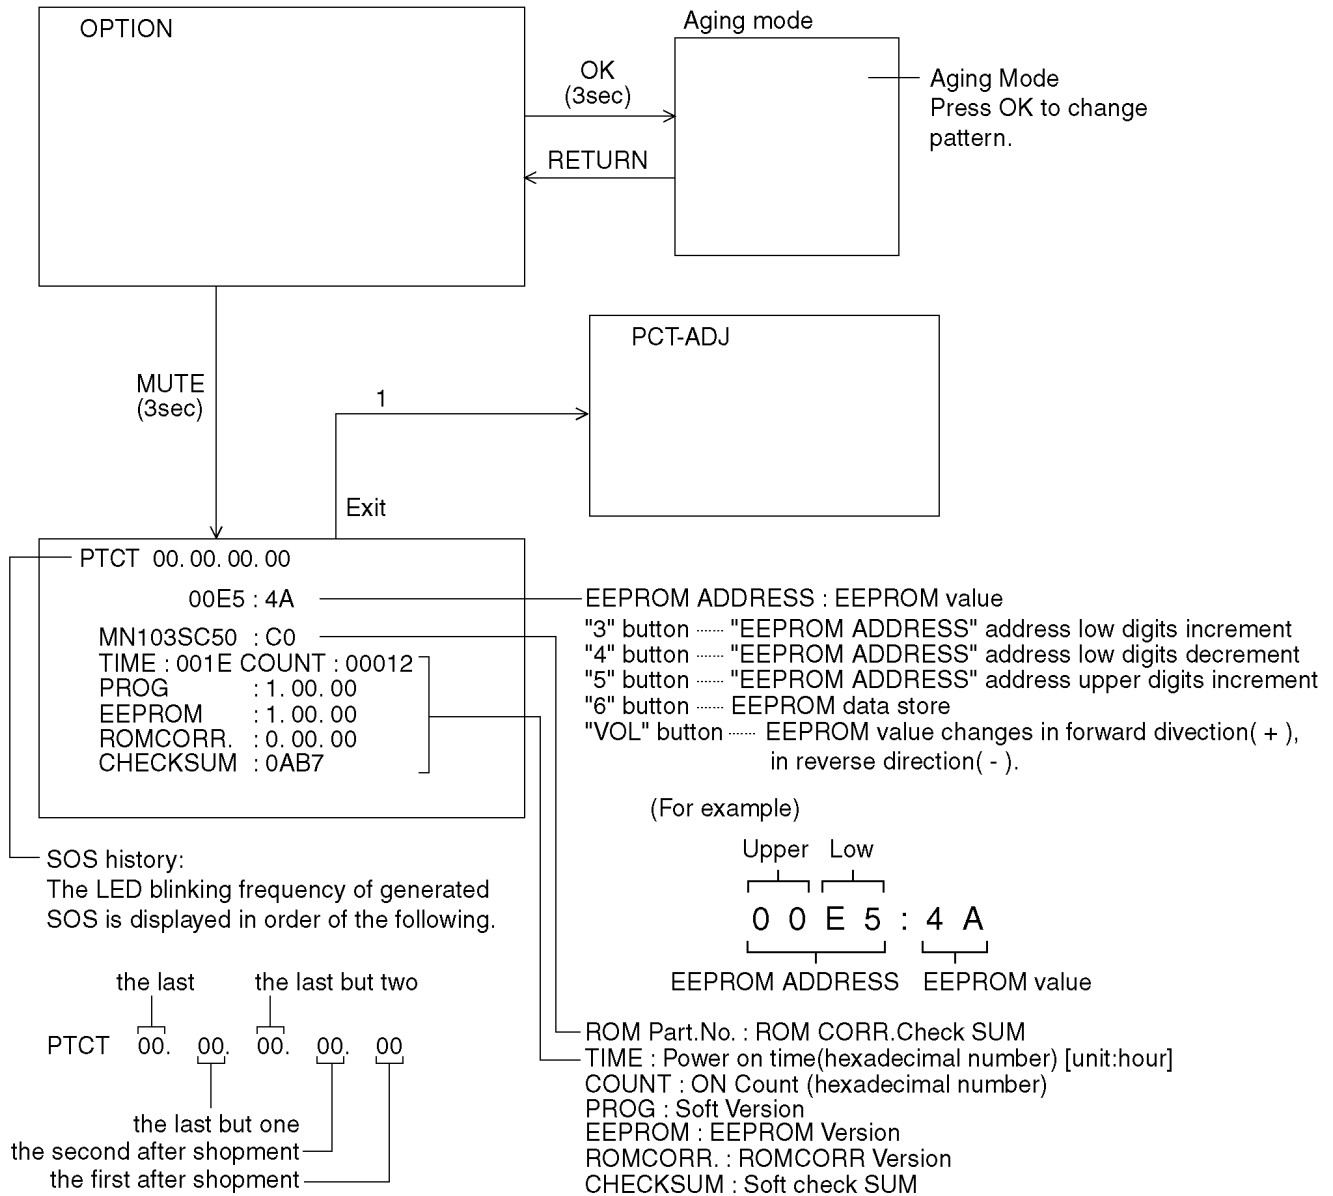 OPTION
Aging mode
OK
(3sec)
RETURN
Aging Mode
Press OK to change
pattern.
PCT-ADJ
MUTE
(3sec)
1
Exit
PTCT 00. 00. 00. 00
00E5 : 4A
MN103SC50 : C0
TIME : 001E COUNT : 00012
PROG : 1. 00. 00
EEPROM : 1. 00. 00
ROMCORR. : 0. 00. 00
CHECKSUM : 0AB7
EEPROM ADDRESS : EEPROM value
"3" button ······ "EEPROM ADDRESS" address low digits increment
"4" button ······ "EEPROM ADDRESS" address low digits decrement
"5" button ······ "EEPROM ADDRESS" address upper digits increment
"6" button ······ EEPROM data store
"VOL" button ······ EEPROM value changes in forward divection( + ),
in reverse direction( - ).
(For example)
Upper Low
0 0 E 5 : 4 A
EEPROM ADDRESS EEPROM value
SOS history:
The LED blinking frequency of generated
SOS is displayed in order of the following.
the last the last but two
PTCT 00. 00. 00. 00. 00
the last but one
the second after shopment
the first after shopment
ROM Part.No. : ROM CORR.Check SUM
TIME : Power on time(hexadecimal number) [unit:hour]
COUNT : ON Count (hexadecimal number)
PROG : Soft Version
EEPROM : EEPROM Version
ROMCORR. : ROMCORR Version
CHECKSUM : Soft check SUM